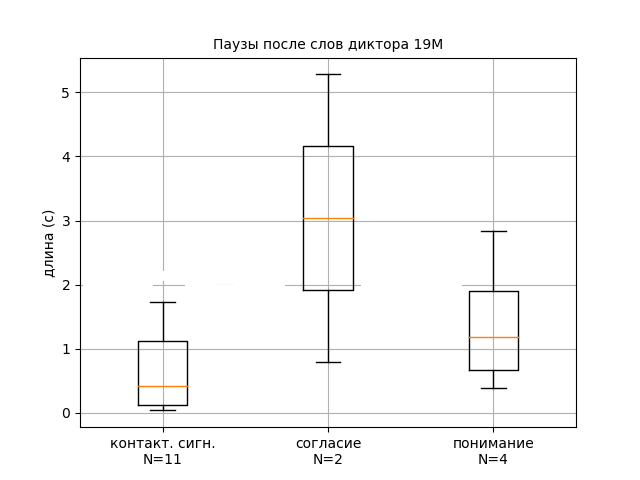 Паузы после слов диктора 19М
длина (с)
5
4
3
2
1
0
контакт. сигн.
N=11
согласие
N=2
понимание
N=4